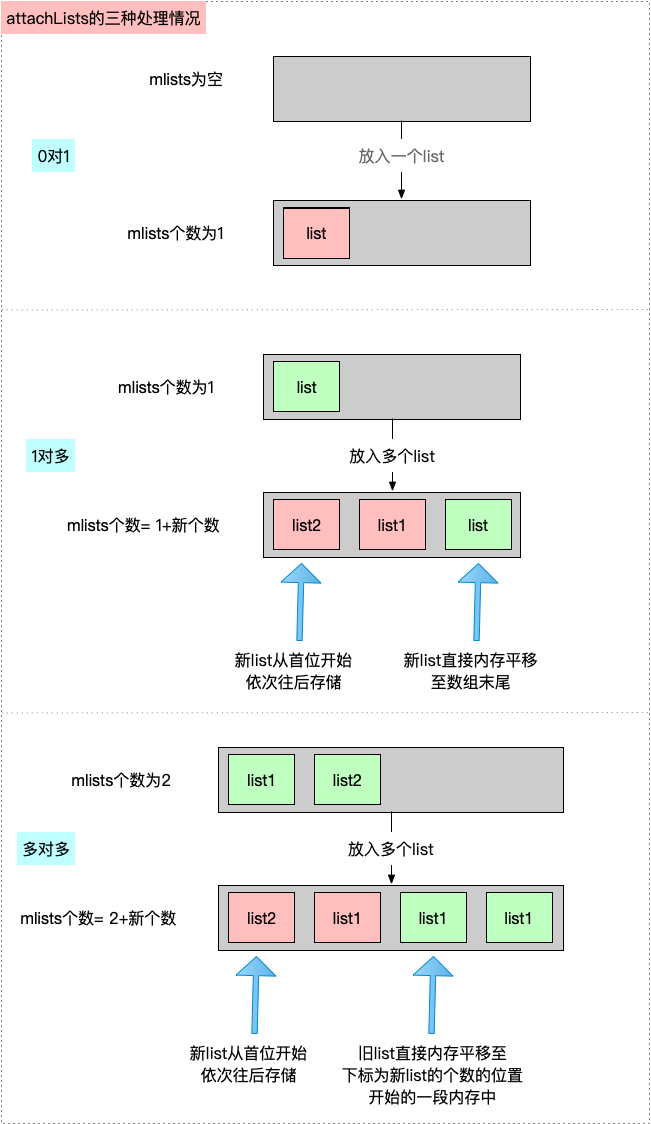 attachLists的三种处理情况
mlists为空
0对1
放入一个list
mlists个数为1
list
mlists个数为1
list
1对多
放入多个list
mlists个数= 1+新个数
list2
list1
list
新list从首位开始
依次往后存储
新list直接内存平移
至数组末尾
mlists个数为2
list1
list2
多对多
放入多个list
mlists个数= 2+新个数
list2
list1
list1
list1
新list从首位开始
依次往后存储
旧list直接内存平移至
下标为新list的个数的位置
开始的一段内存中